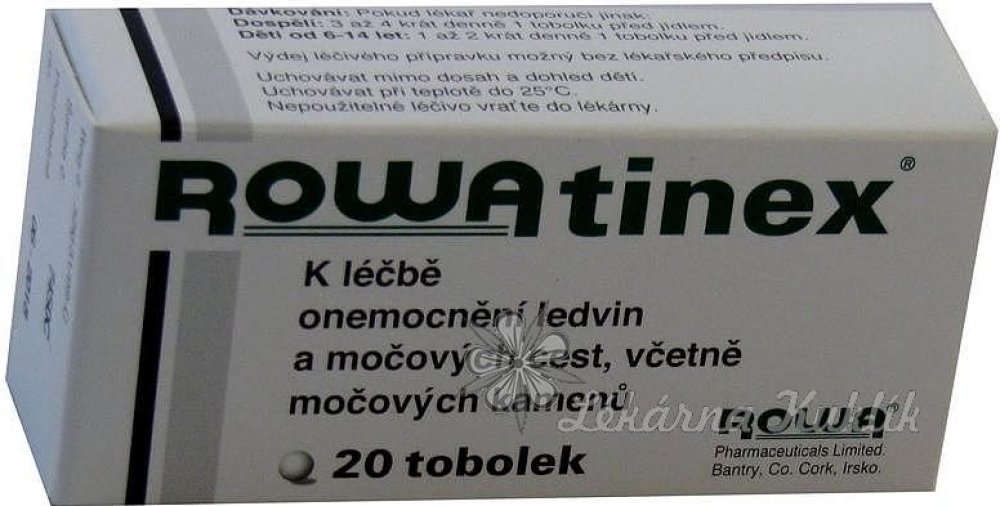 Dávkování: Pokud lékař nedoporučí jinak:
Dospělí: 3 až 4 krát denně 1 tobolku před jídlem.
Děti od 6-14 let: 1 až 2 krát denně 1 tobolku před jídlem.
Výdej léčivého přípravku možný bez lékařského předpisu.
Uchovávat mimo dosah a dohled dětí.
Uchovávat při teplotě do 25°C.
Nepoužitelné léčivo vraťte do lékárny.
ROWAtinex®
K léčbě
onemocnění ledvin
a močových cest, včetně
močových kamenů
20 tobolek
Lékárna Kublík
ROWA®
Pharmaceuticals Limited.
Bantry, Co. Cork, Irsko.